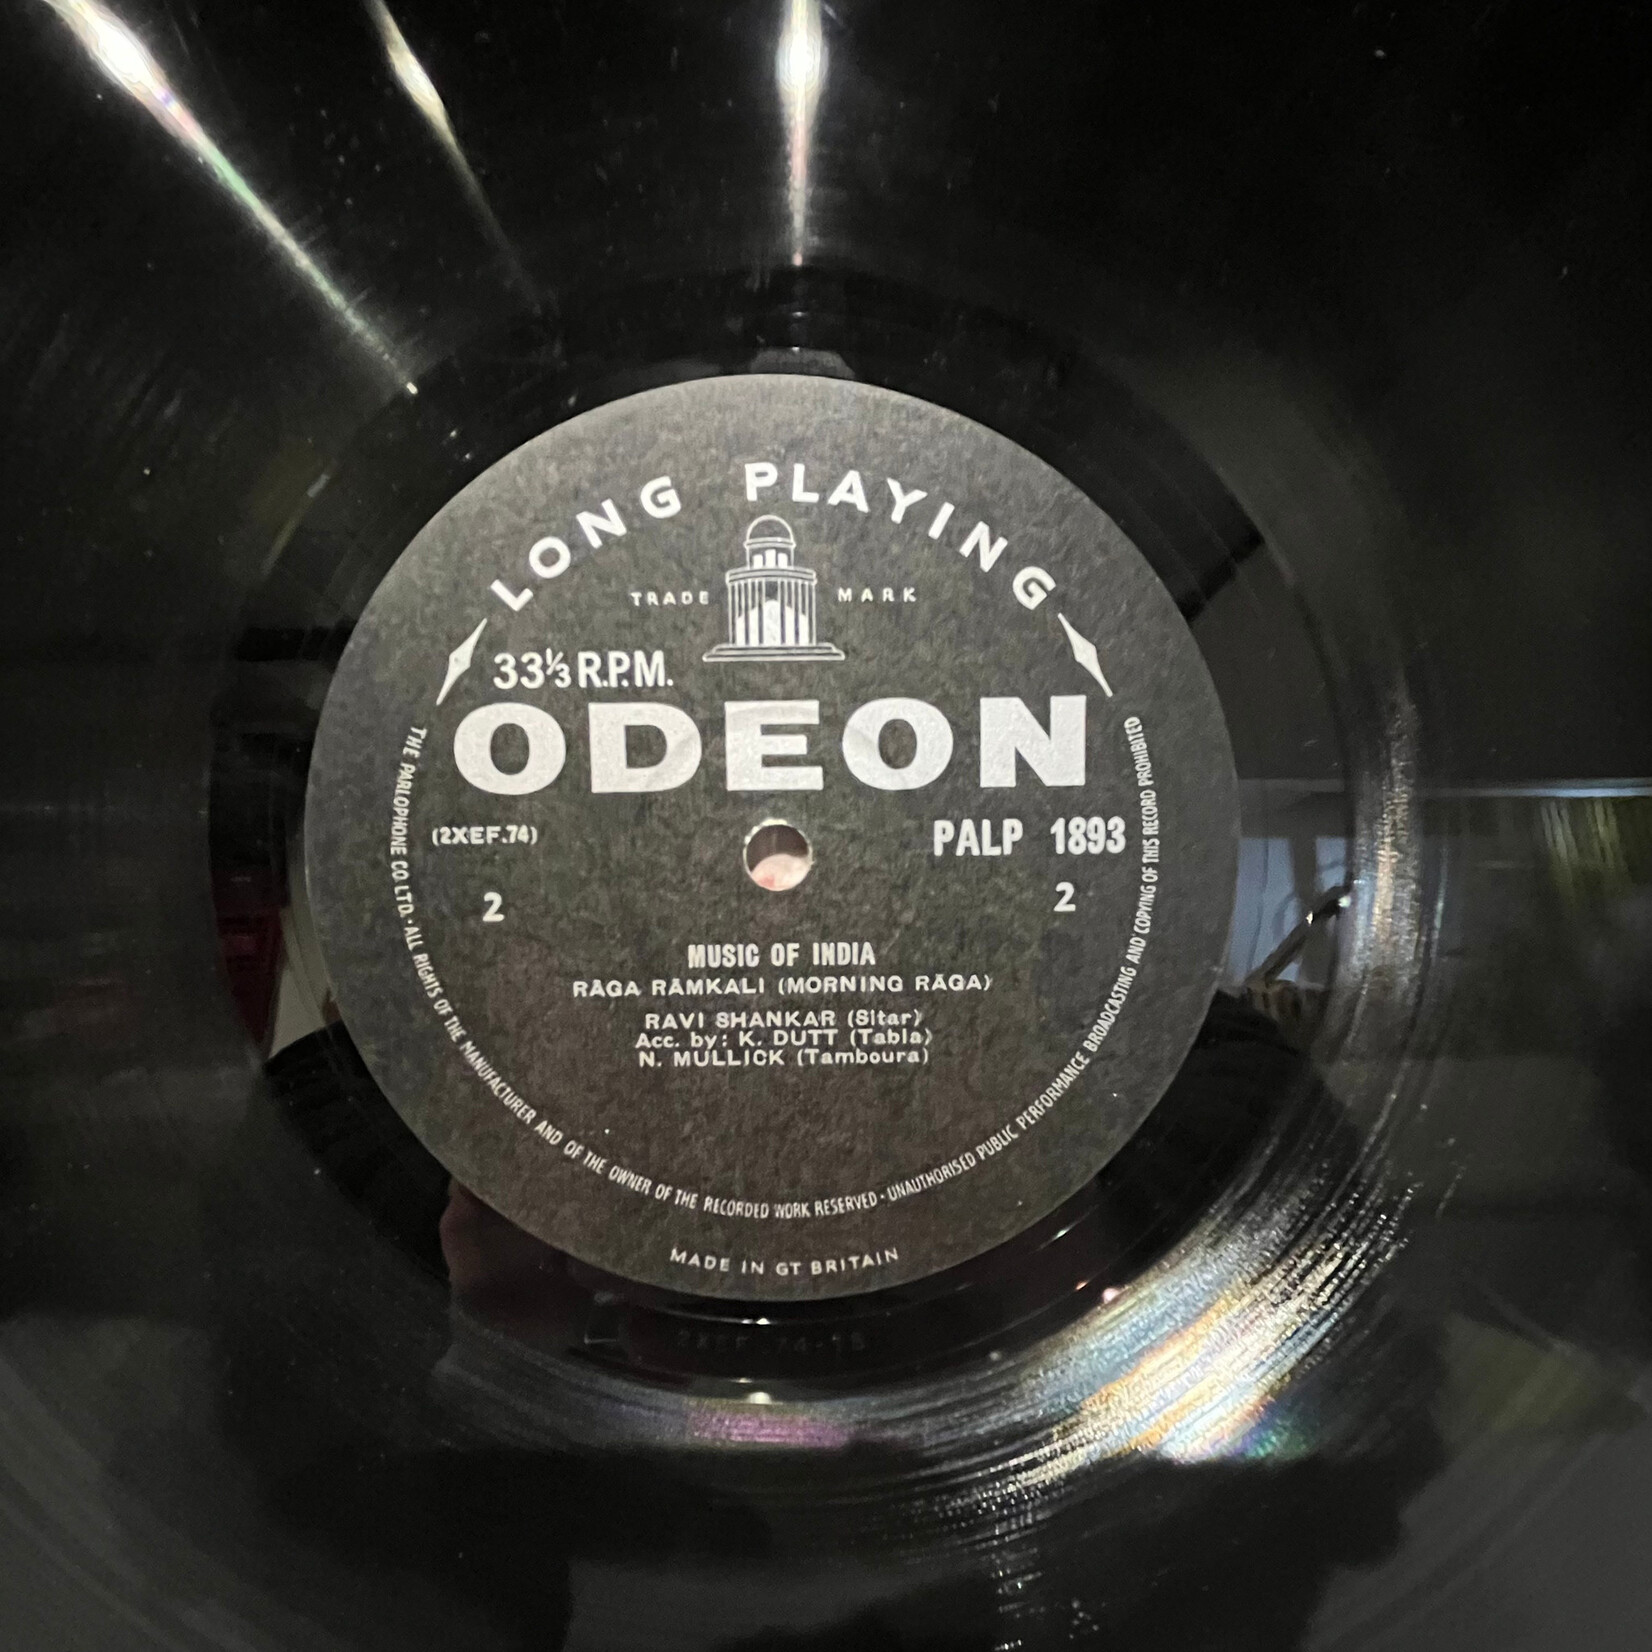 LONG PLAYING
TRADE MARK
33⅓ R.P.M.
ODEON
(2XEF.74)
PALP 1893
2
2
MUSIC OF INDIA
RĀGA RĀMKALI (MORNING RĀGA)
RAVI SHANKAR (Sitar)
Acc. by: K. DUTT (Tabla)
N. MULLICK (Tamboura)
THE PARLOPHONE CO. LTD. · ALL RIGHTS OF THE MANUFACTURER AND OF THE OWNER OF THE RECORDED WORK RESERVED · UNAUTHORISED PUBLIC PERFORMANCE BROADCASTING AND COPYING OF THIS RECORD PROHIBITED
MADE IN GT BRITAIN